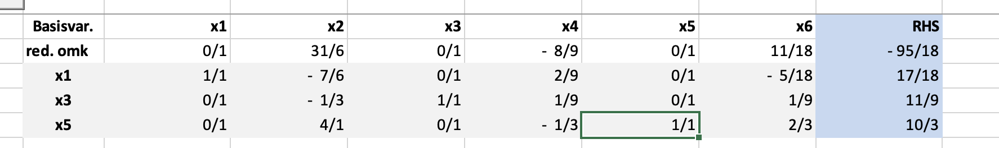 Basisvar. x1 x2 x3 x4 x5 x6 RHS
red. omk 0/1 31/6 0/1 - 8/9 0/1 11/18 - 95/18
x1 1/1 - 7/6 0/1 2/9 0/1 - 5/18 17/18
x3 0/1 - 1/3 1/1 1/9 0/1 1/9 11/9
x5 0/1 4/1 0/1 - 1/3 1/1 2/3 10/3